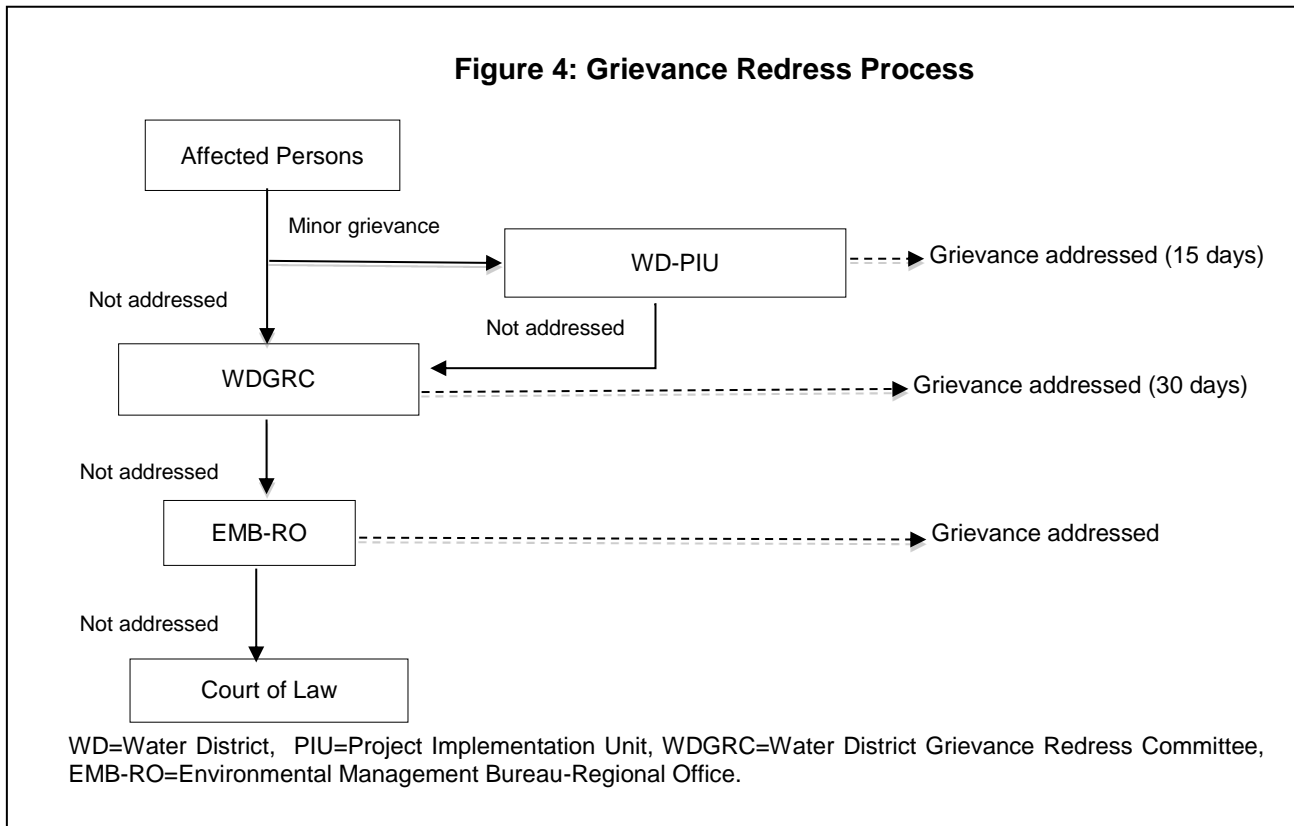 Figure 4: Grievance Redress Process
Affected Persons
Minor grievance
WD-PIU
Grievance addressed (15 days)
Not addressed
Not addressed
WDGRC
Grievance addressed (30 days)
Not addressed
EMB-RO
Grievance addressed
Not addressed
Court of Law
WD=Water District, PIU=Project Implementation Unit, WDGRC=Water District Grievance Redress Committee,
EMB-RO=Environmental Management Bureau-Regional Office.